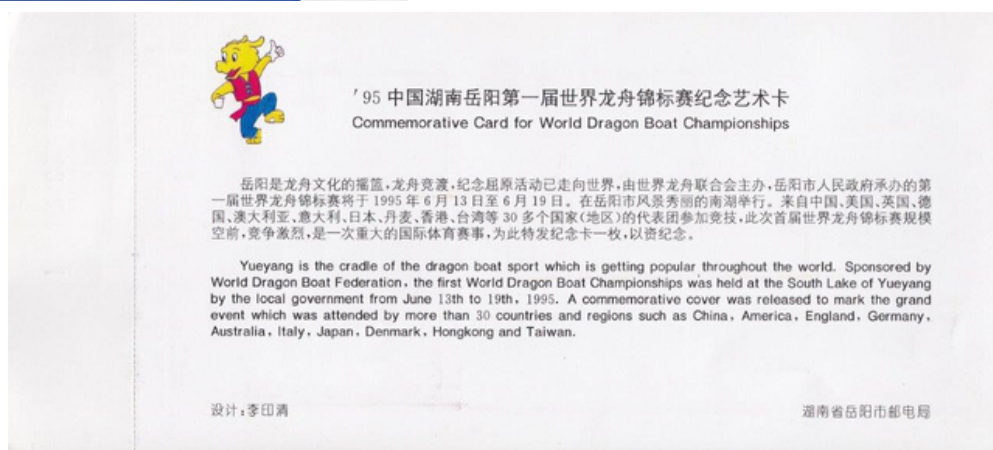 '95 中国湖南岳阳第一届世界龙舟锦标赛纪念艺术卡
Commemorative Card for World Dragon Boat Championships
岳阳是龙舟文化的摇篮,龙舟竞渡,纪念屈原活动已走向世界,由世界龙舟联合会主办,岳阳市人民政府承办的第
一届世界龙舟锦标赛将于 1995 年 6 月 13 日至 6 月 19 日。在岳阳市风景秀丽的南湖举行。来自中国、美国、英国、德
国、澳大利亚、意大利、日本、丹麦、香港、台湾等 30 多个国家(地区)的代表团参加竞技,此次首届世界龙舟锦标赛规模
空前,竞争激烈,是一次重大的国际体育赛事,为此特发纪念卡一枚,以资纪念。
Yueyang is the cradle of the dragon boat sport which is getting popular throughout the world. Sponsored by
World Dragon Boat Federation, the first World Dragon Boat Championships was held at the South Lake of Yueyang
by the local government from June 13th to 19th, 1995. A commemorative cover was released to mark the grand
event which was attended by more than 30 countries and regions such as China, America, England, Germany,
Australia, Italy, Japan, Denmark, Hongkong and Taiwan.
设计:李印清
湖南省岳阳市邮电局